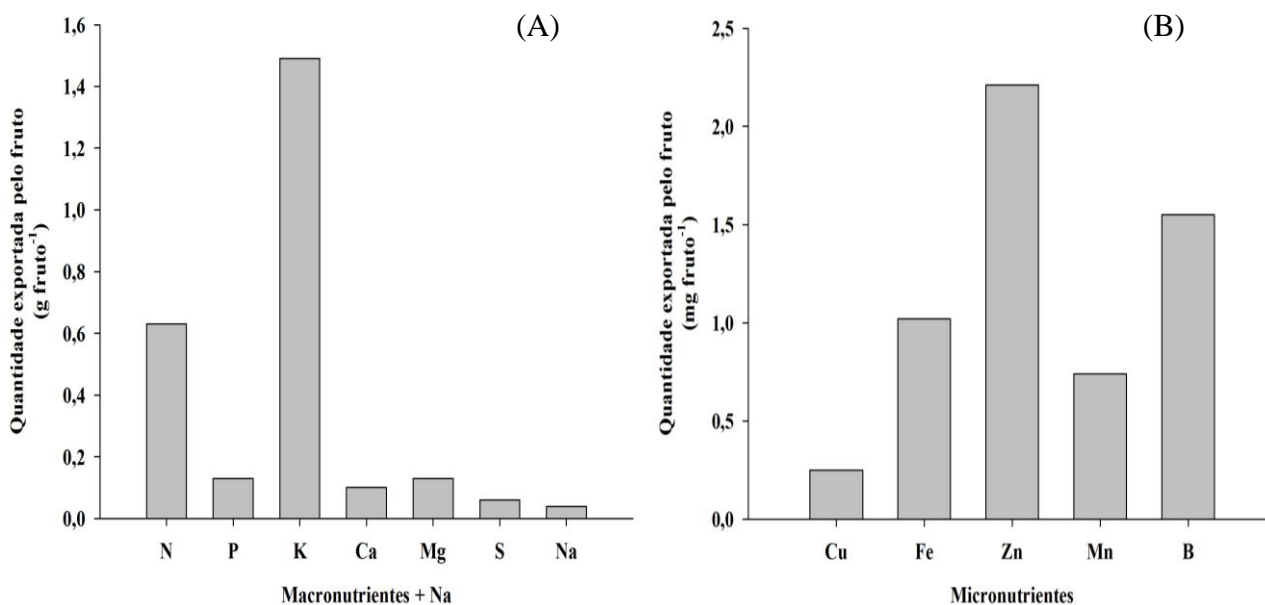 (A)
Quantidade exportada pelo fruto
(g fruto⁻¹)
1,6
1,4
1,2
1,0
0,8
0,6
0,4
0,2
0,0
N P K Ca Mg S Na
Macronutrientes + Na
(B)
Quantidade exportada pelo fruto
(mg fruto⁻¹)
2,5
2,0
1,5
1,0
0,5
0,0
Cu Fe Zn Mn B
Micronutrientes